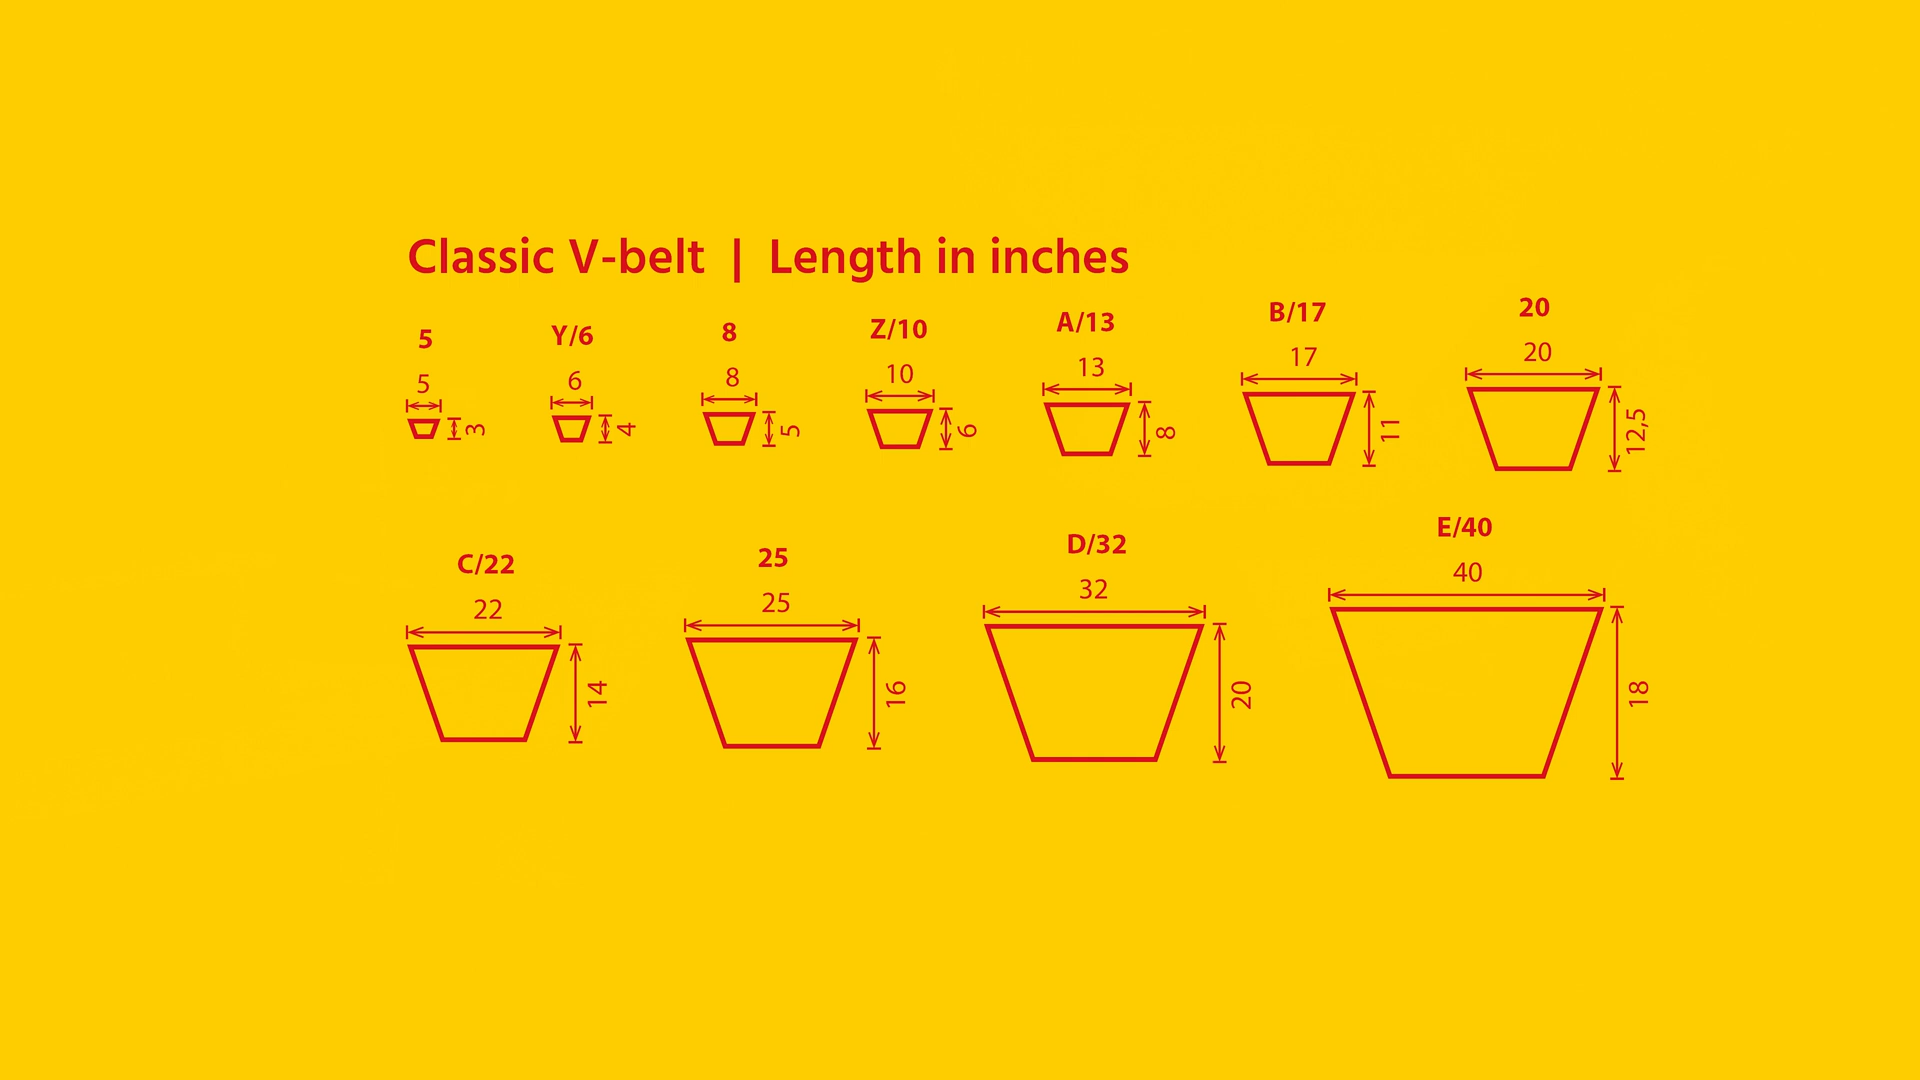 Classic V-belt | Length in inches
5 Y/6 8 Z/10 A/13 B/17 20
5 6 8 10 13 17 20
3 4 5 6 8 11 12,5
C/22 25 D/32 E/40
22 25 32 40
14 16 20 18